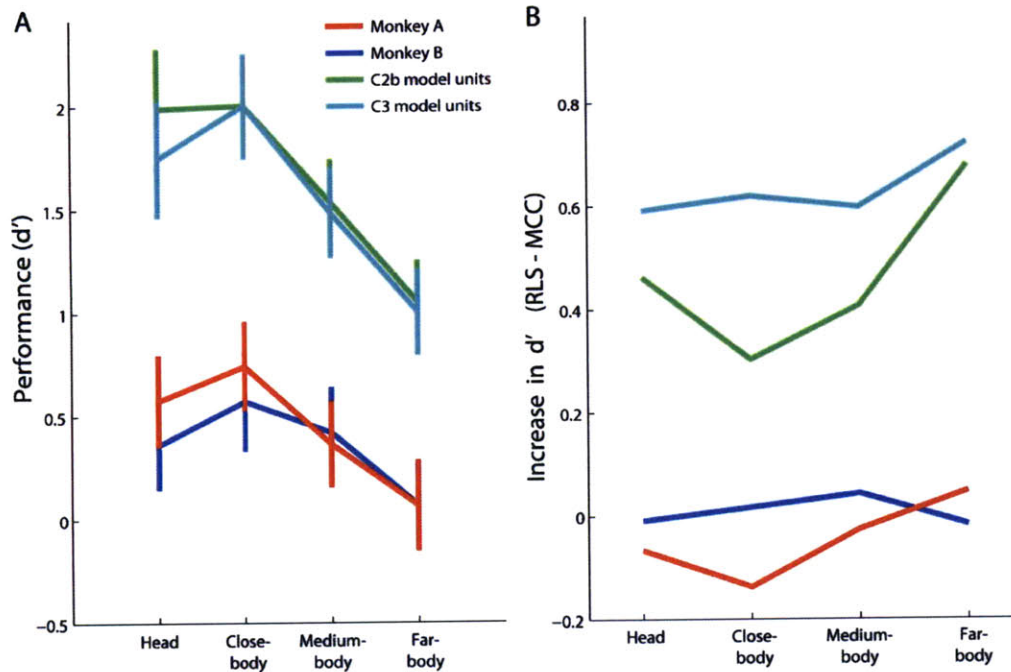 A
Monkey A
Monkey B
C2b model units
C3 model units
Performance (d')
2
1.5
1
0.5
0
−0.5
Head
Close-
body
Medium-
body
Far-
body
B
Increase in d' (RLS - MCC)
0.8
0.6
0.4
0.2
0
−0.2
Head
Close-
body
Medium-
body
Far-
body